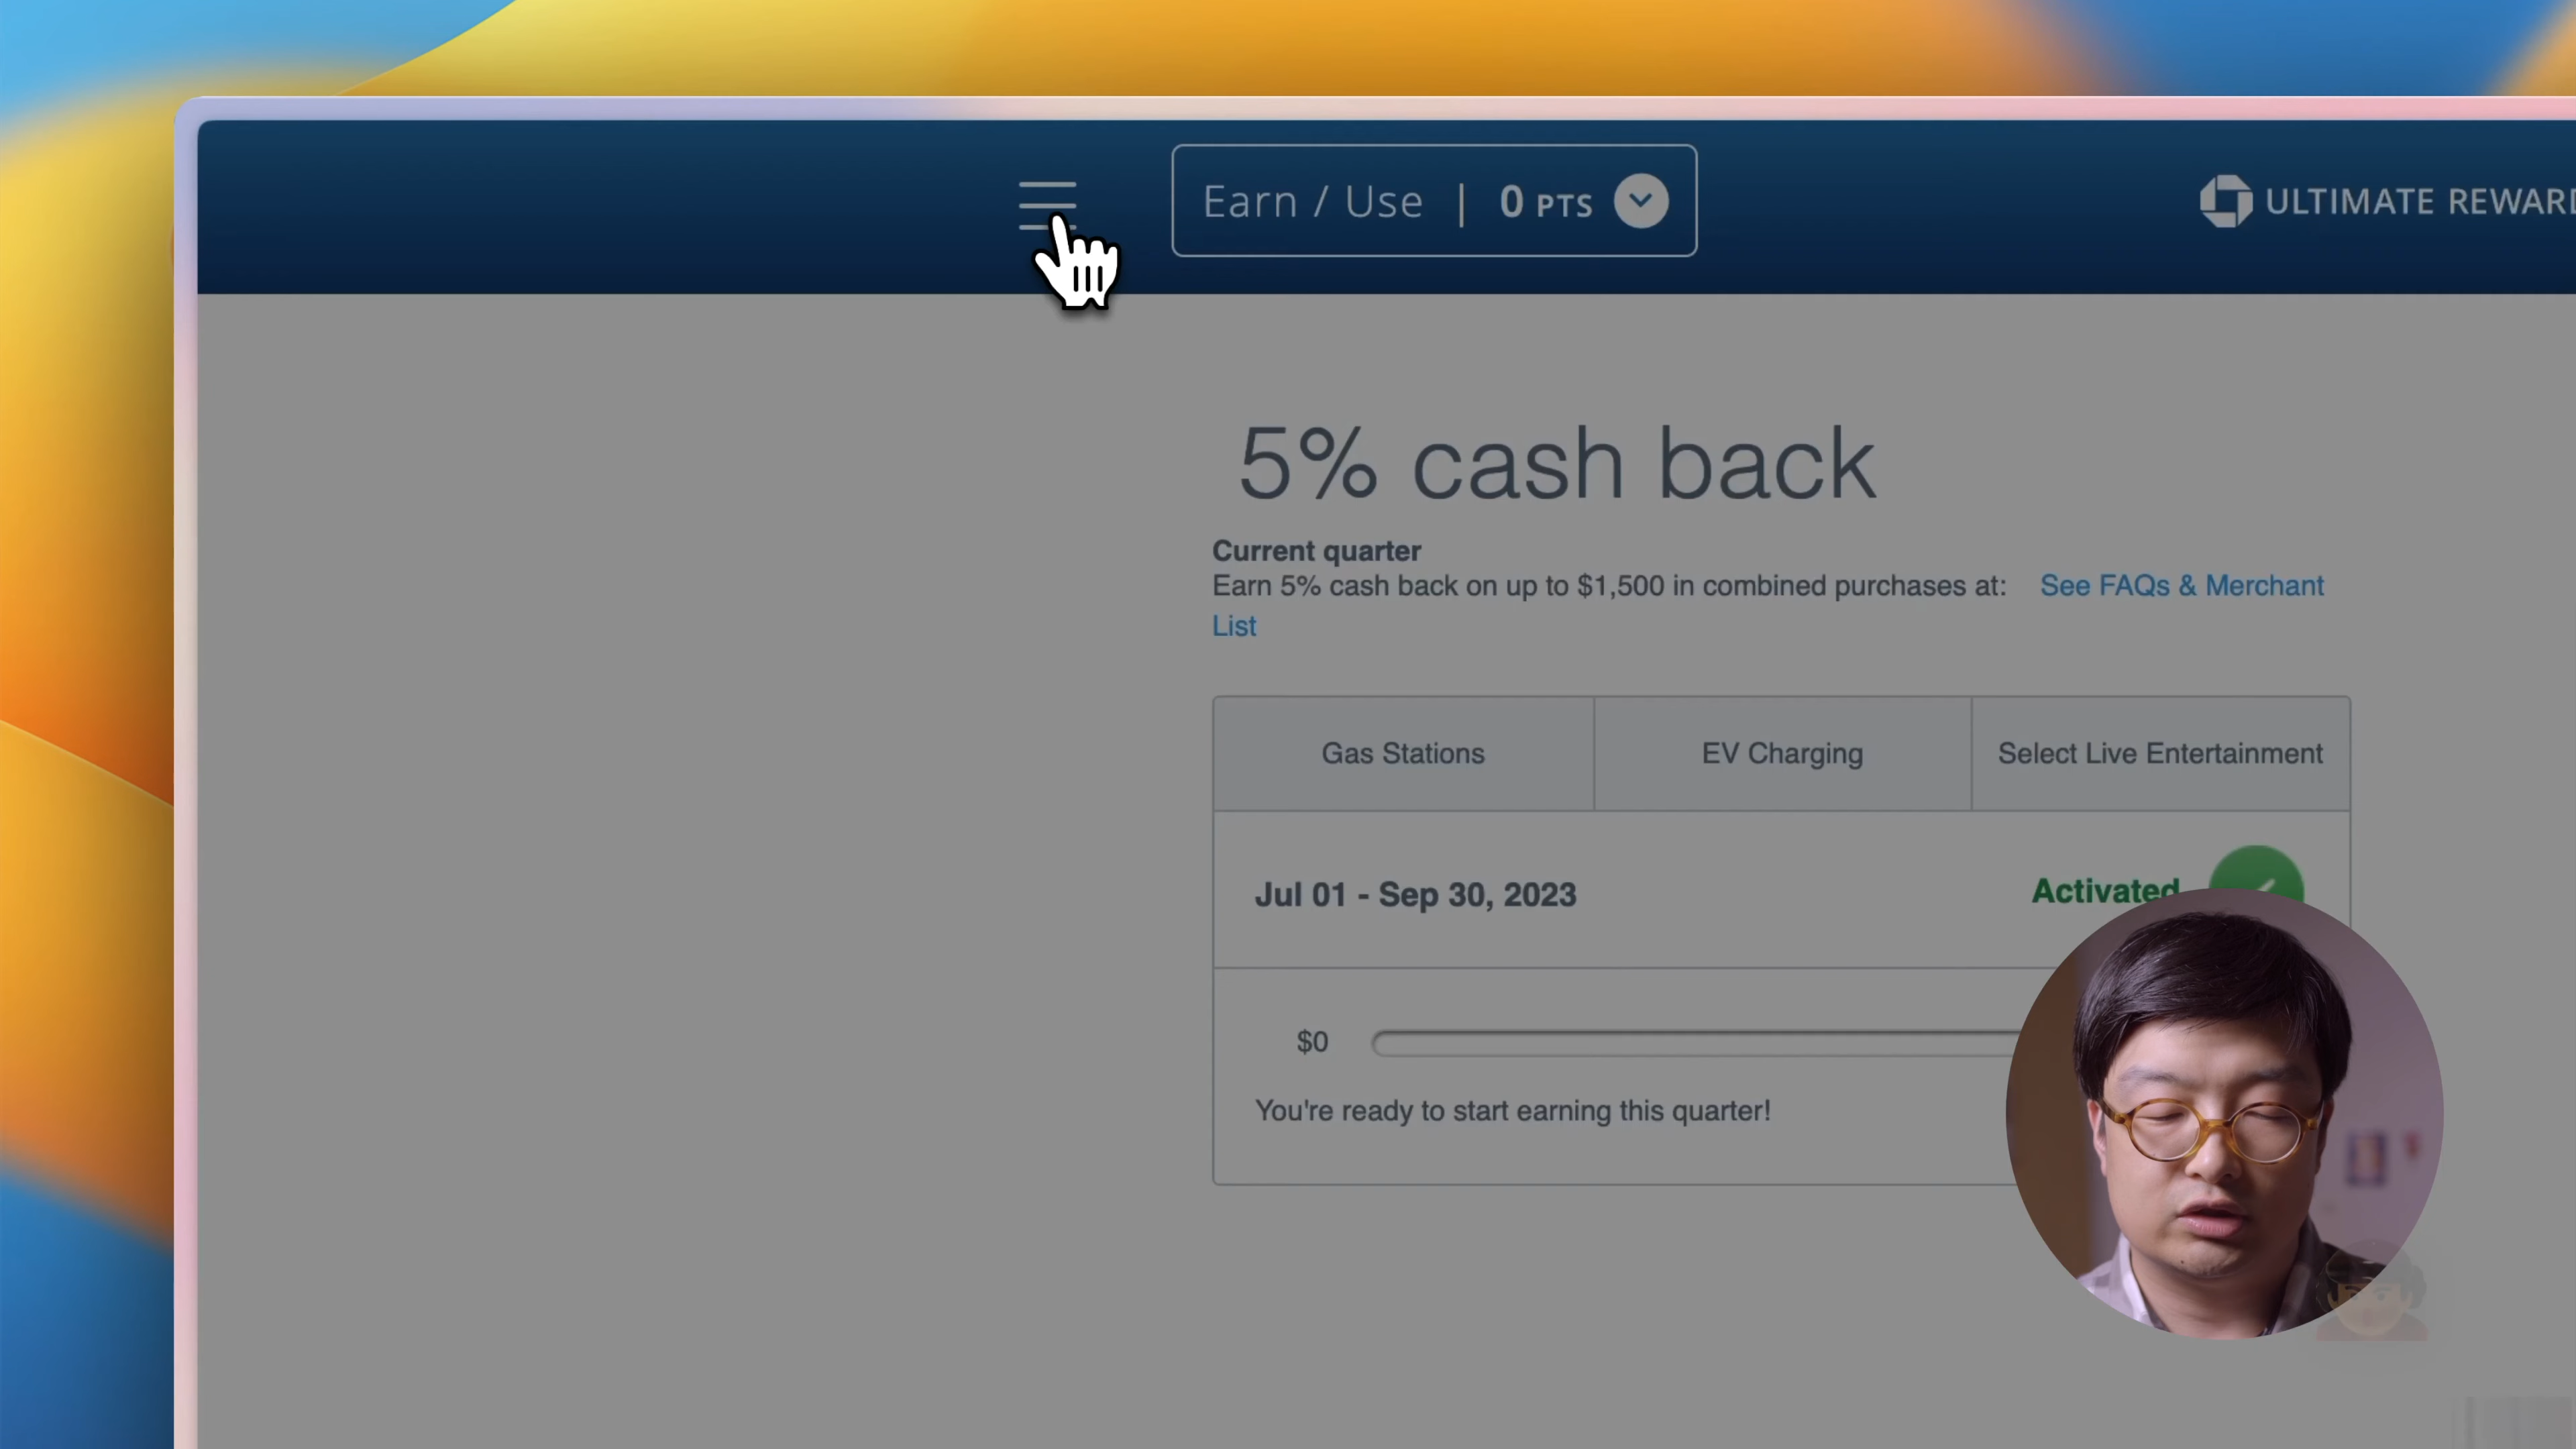 Earn / Use | 0 PTS
ULTIMATE REWARD
5% cash back
Current quarter
Earn 5% cash back on up to $1,500 in combined purchases at: See FAQs & Merchant
List
Gas Stations
EV Charging
Select Live Entertainment
Jul 01 - Sep 30, 2023
Activated
$0
You're ready to start earning this quarter!